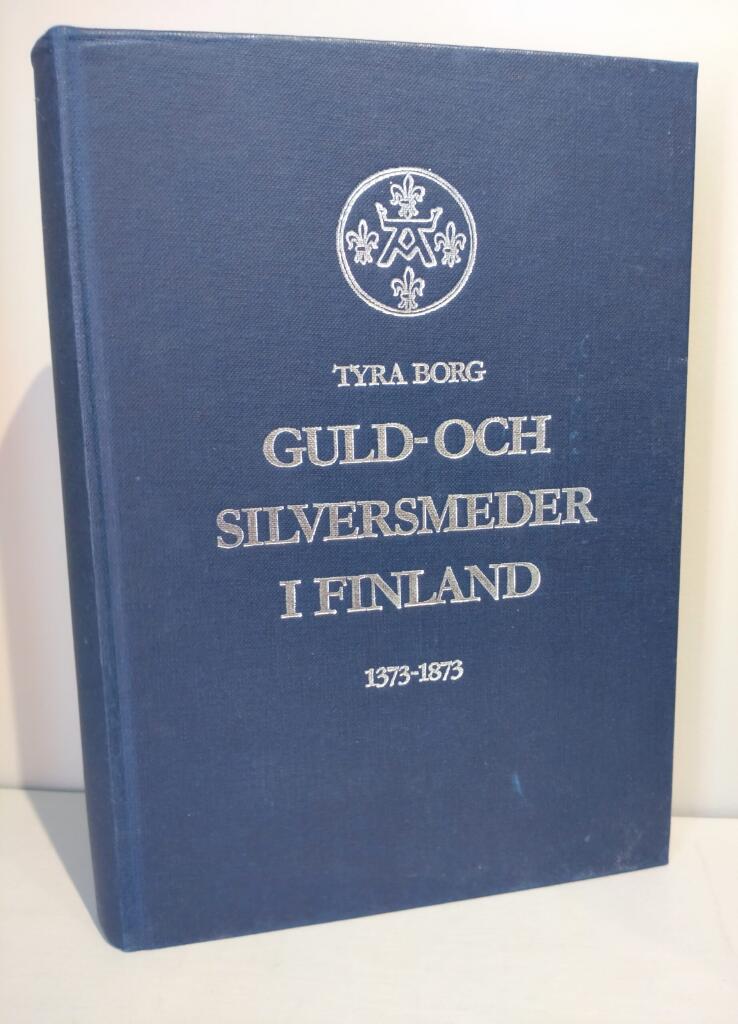 TYRA BORG
GULD- OCH
SILVERSMEDER
I FINLAND
1373-1873